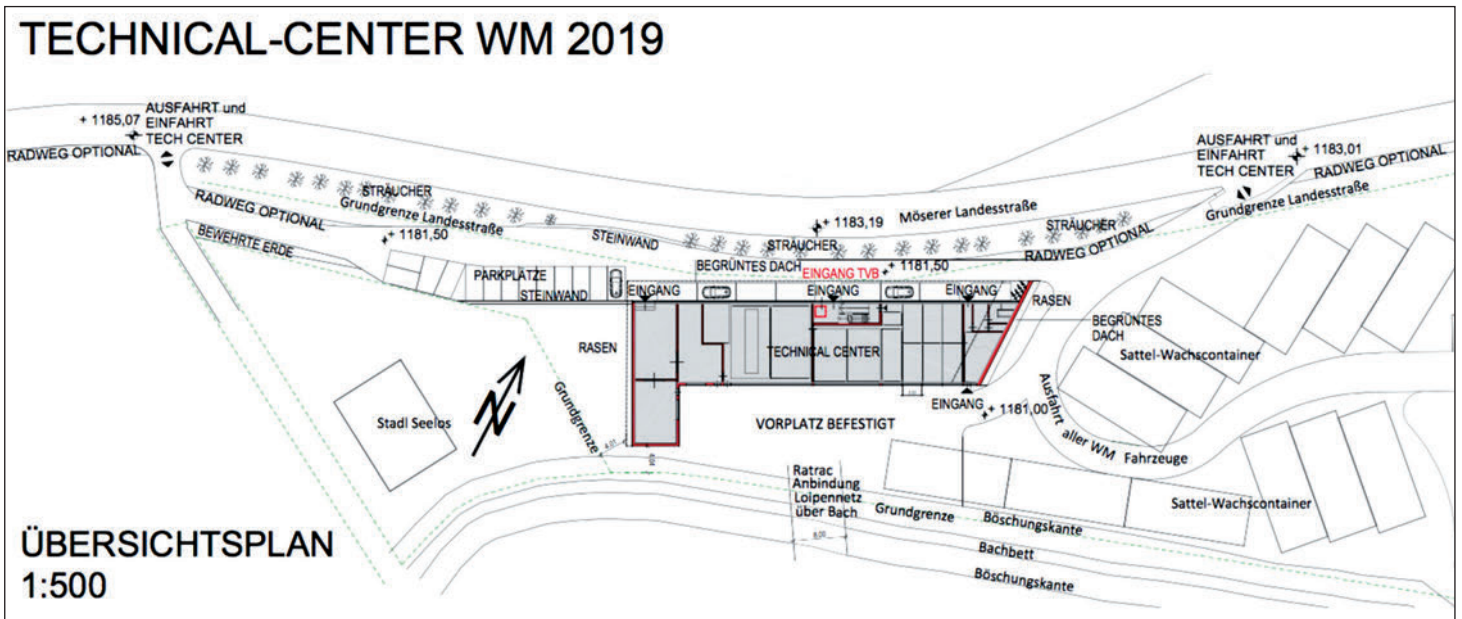 TECHNICAL-CENTER WM 2019
AUSFAHRT und
+ 1185,07 EINFAHRT
TECH CENTER
RADWEG OPTIONAL
AUSFAHRT und
EINFAHRT
TECH CENTER
+ 1183,01
RADWEG OPTIONAL
STRÄUCHER
Grundgrenze Landesstraße
RADWEG OPTIONAL
+ 1181,50
BEWEHRTE ERDE
STEINWAND
STRÄUCHER
+ 1183,19
Möserer Landesstraße
STRÄUCHER
RADWEG OPTIONAL
Grundgrenze Landesstraße
PARKPLÄTZE
STEINWAND
BEGRÜNTES DACH
EINGANG TVB
+ 1181,50
EINGANG
EINGANG
EINGANG
RASEN
RASEN
BEGRÜNTES
DACH
TECHNICAL CENTER
Sattel-Wachscontainer
Stadl Seelos
N
Grundgrenze
VORPLATZ BEFESTIGT
EINGANG
+ 1181,00
Ausfahrt
aller WM
Fahrzeuge
Ratrac
Anbindung
Loipennetz
über Bach
8,00
Grundgrenze
Böschungskante
Sattel-Wachscontainer
Bachbett
Böschungskante
ÜBERSICHTSPLAN
1:500